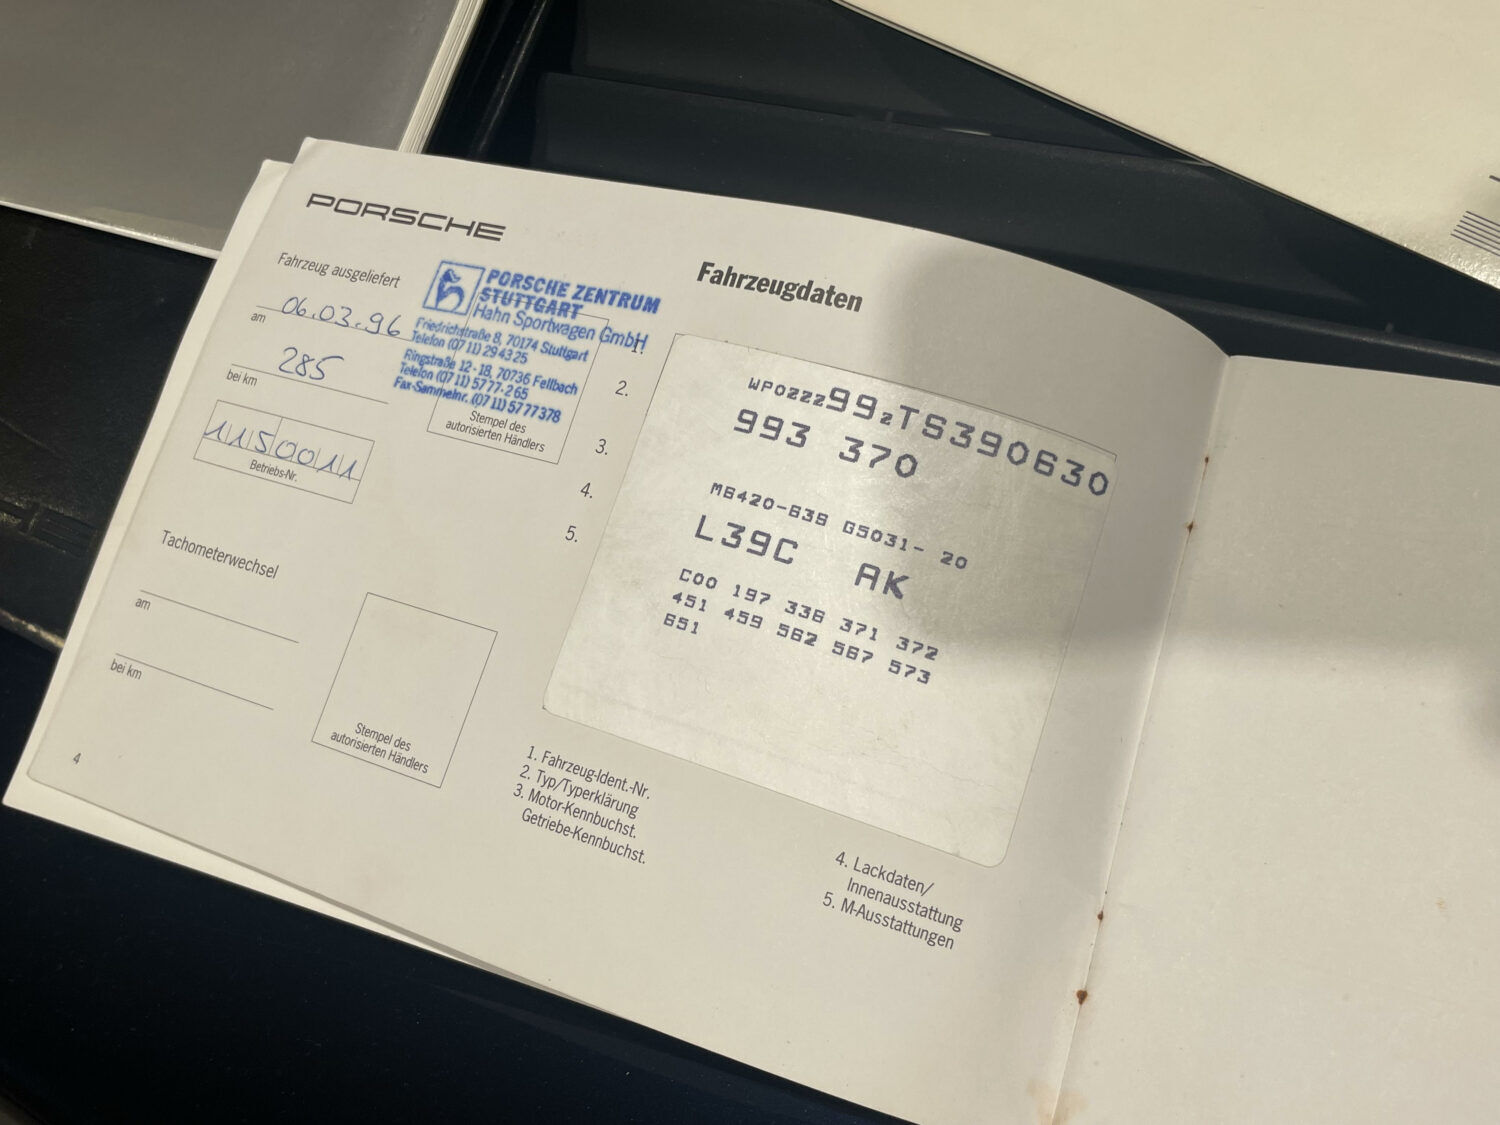 PORSCHE
Fahrzeug ausgeliefert
am 06.03.96
bei km 285
1150011
Betriebs-Nr.
PORSCHE ZENTRUM
STUTTGART
Hahn Sportwagen GmbH
Friedrichstraße 8, 70174 Stuttgart
Telefon (07 11) 29 43 25
Ringstraße 12 - 18, 70736 Fellbach
Telefon (07 11) 57 77 - 2 65
Fax-Sammelnr. (07 11) 57 77 378
Stempel des
autorisierten Händlers
Tachometerwechsel
am
bei km
Stempel des
autorisierten Händlers
4
Fahrzeugdaten
1.
2.
3.
4.
5.
WP0ZZZ99ZTS390630
993 370
M6420-639 G5031- 20
L39C AK
C00 197 336 371 372
451 459 562 567 573
651
1. Fahrzeug-Ident.-Nr.
2. Typ/Typerklärung
3. Motor-Kennbuchst.
Getriebe-Kennbuchst.
4. Lackdaten/
Innenausstattung
5. M-Ausstattungen